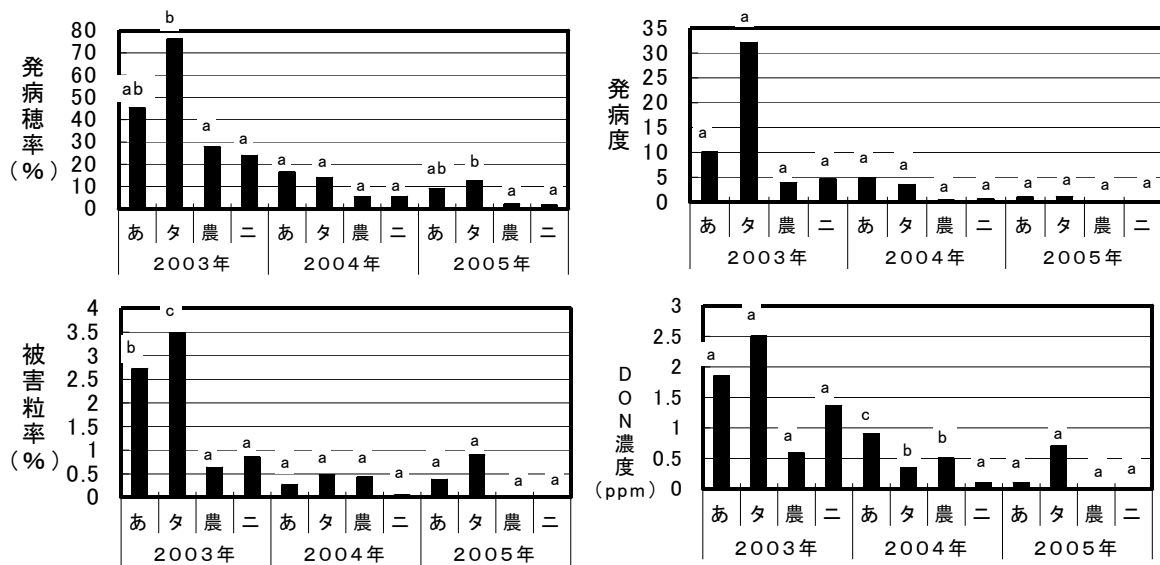 発病穂率(%)
80
70
60
50
40
30
20
10
0
ab b a a a a a a ab b a a
あ タ 農 ニ あ タ 農 ニ あ タ 農 ニ
2003年 2004年 2005年
発病度
35
30
25
20
15
10
5
0
a a a a a a a a a a a a
あ タ 農 ニ あ タ 農 ニ あ タ 農 ニ
2003年 2004年 2005年
被害粒率(%)
4
3.5
3
2.5
2
1.5
1
0.5
0
b c a a a a a a a a a a
あ タ 農 ニ あ タ 農 ニ あ タ 農 ニ
2003年 2004年 2005年
DON濃度(ppm)
3
2.5
2
1.5
1
0.5
0
a a a a c b b a a a a a
あ タ 農 ニ あ タ 農 ニ あ タ 農 ニ
2003年 2004年 2005年